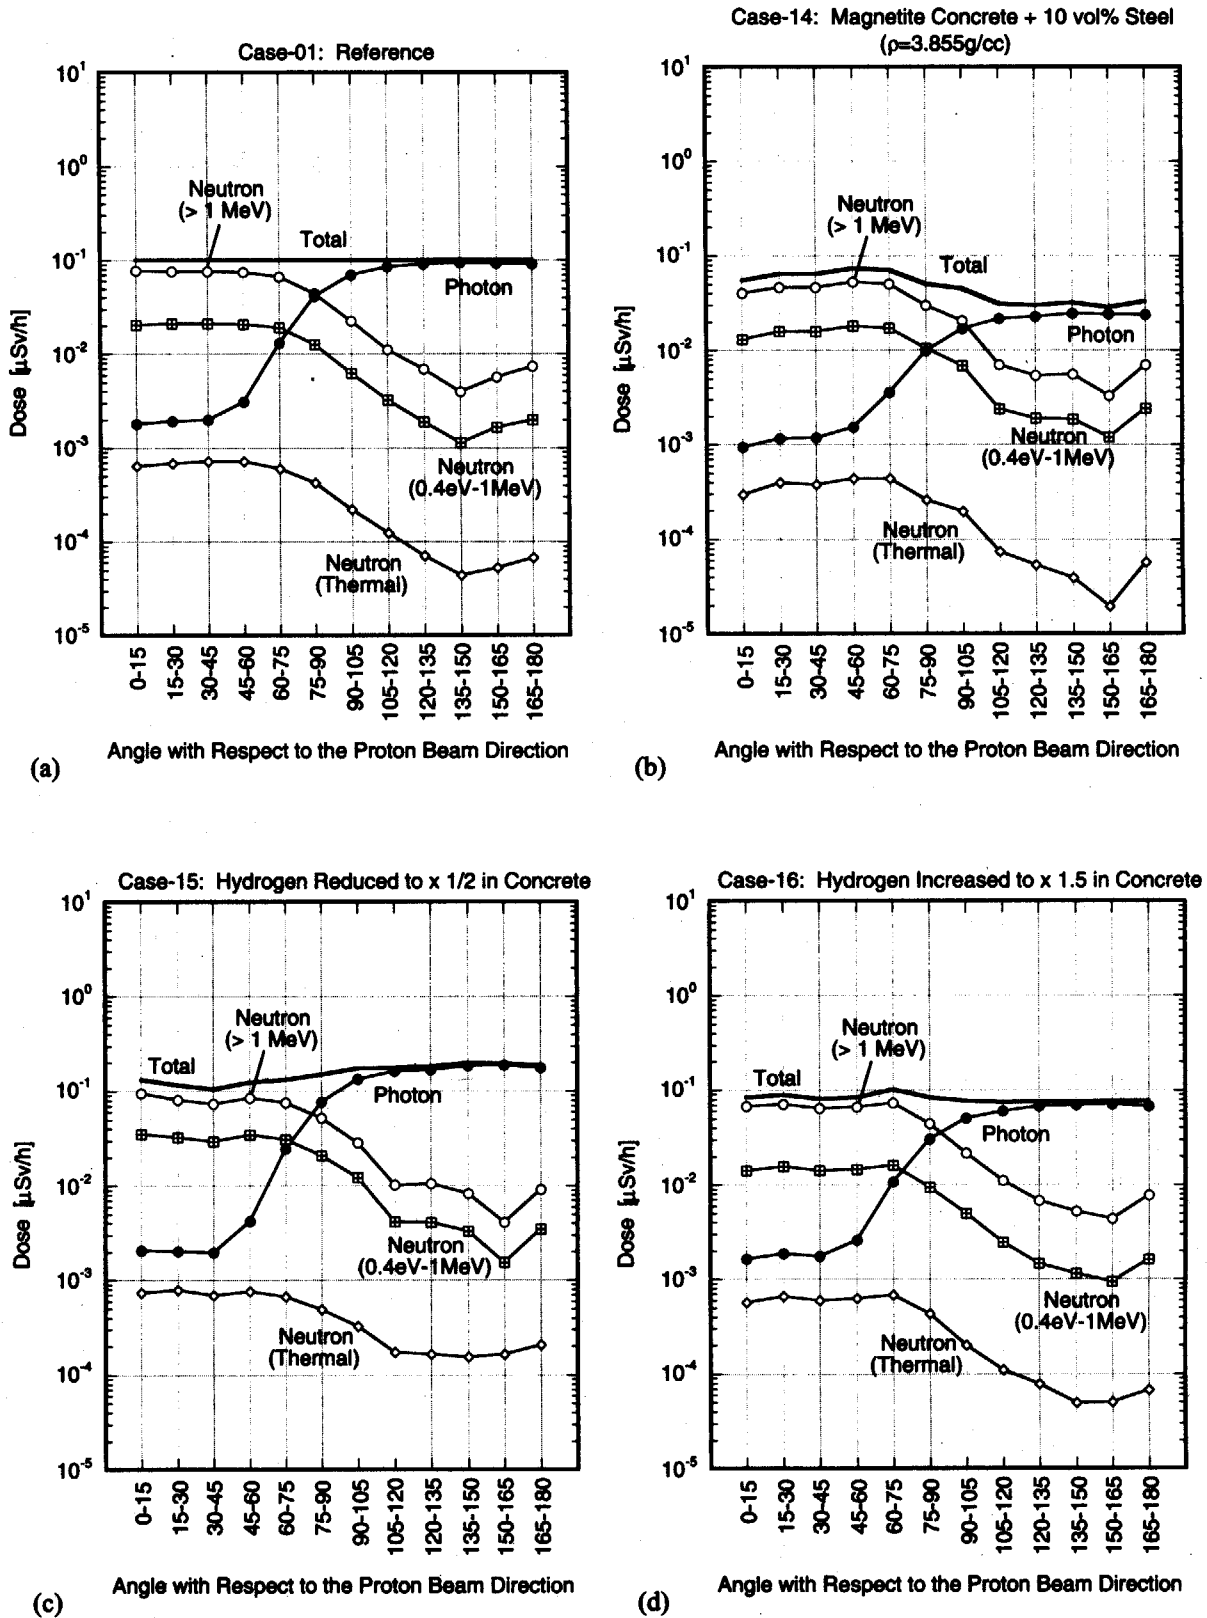 Case-01: Reference
10¹
10⁰
10⁻¹
10⁻²
10⁻³
10⁻⁴
10⁻⁵
Dose [μSv/h]
Neutron
(> 1 MeV)
Total
Photon
Neutron
(0.4eV-1MeV)
Neutron
(Thermal)
0-15
15-30
30-45
45-60
60-75
75-90
90-105
105-120
120-135
135-150
150-165
165-180
Angle with Respect to the Proton Beam Direction
(a)
Case-14: Magnetite Concrete + 10 vol% Steel
(ρ=3.855g/cc)
10¹
10⁰
10⁻¹
10⁻²
10⁻³
10⁻⁴
10⁻⁵
Dose [μSv/h]
Neutron
(> 1 MeV)
Total
Photon
Neutron
(0.4eV-1MeV)
Neutron
(Thermal)
0-15
15-30
30-45
45-60
60-75
75-90
90-105
105-120
120-135
135-150
150-165
165-180
Angle with Respect to the Proton Beam Direction
(b)
Case-15: Hydrogen Reduced to x 1/2 in Concrete
10¹
10⁰
10⁻¹
10⁻²
10⁻³
10⁻⁴
10⁻⁵
Dose [μSv/h]
Neutron
(> 1 MeV)
Total
Photon
Neutron
(0.4eV-1MeV)
Neutron
(Thermal)
0-15
15-30
30-45
45-60
60-75
75-90
90-105
105-120
120-135
135-150
150-165
165-180
Angle with Respect to the Proton Beam Direction
(c)
Case-16: Hydrogen Increased to x 1.5 in Concrete
10¹
10⁰
10⁻¹
10⁻²
10⁻³
10⁻⁴
10⁻⁵
Dose [μSv/h]
Neutron
(> 1 MeV)
Total
Photon
Neutron
(0.4eV-1MeV)
Neutron
(Thermal)
0-15
15-30
30-45
45-60
60-75
75-90
90-105
105-120
120-135
135-150
150-165
165-180
Angle with Respect to the Proton Beam Direction
(d)